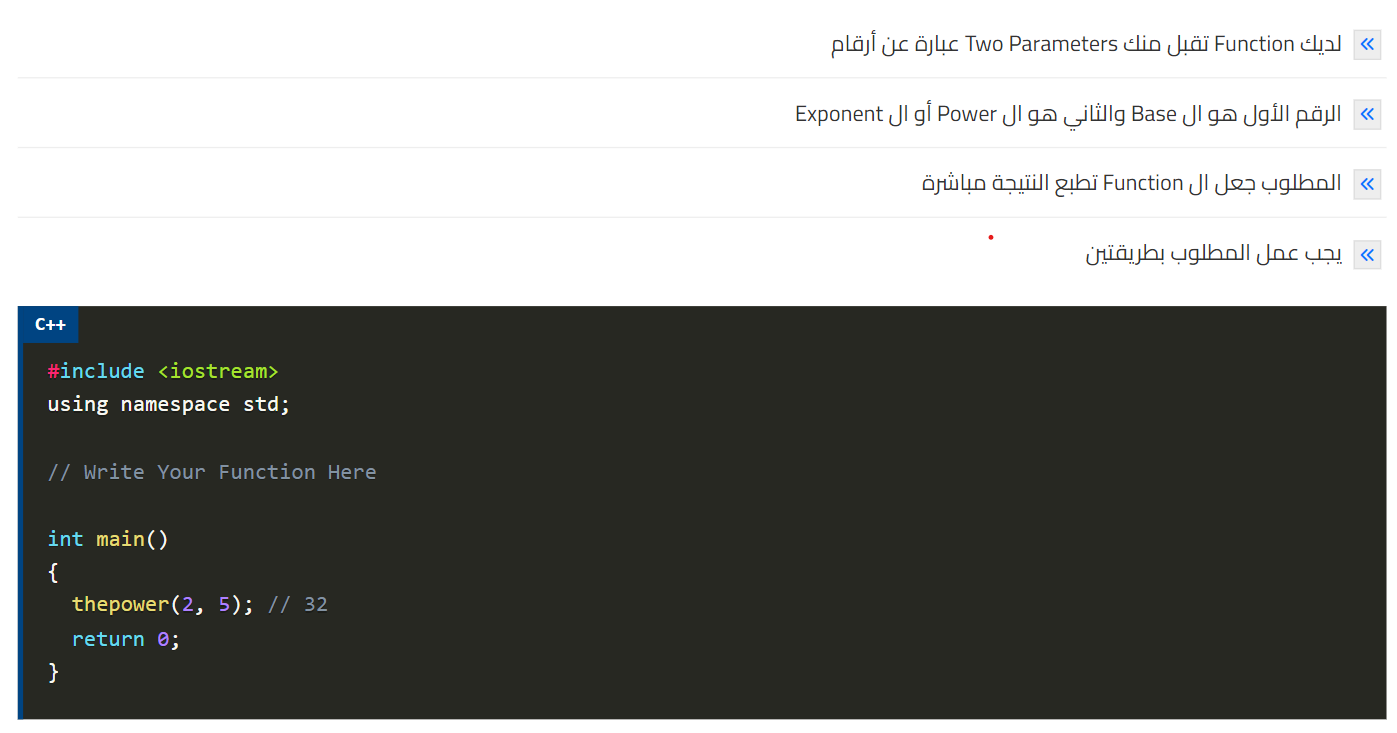 لديك Function تقبل منك Two Parameters عبارة عن أرقام
الرقم الأول هو ال Base والثاني هو ال Power أو ال Exponent
المطلوب جعل ال Function تطبع النتيجة مباشرة
يجب عمل المطلوب بطريقتين
C++
#include <iostream>
using namespace std;
// Write Your Function Here
int main()
{
  thepower(2, 5); // 32
  return 0;
}